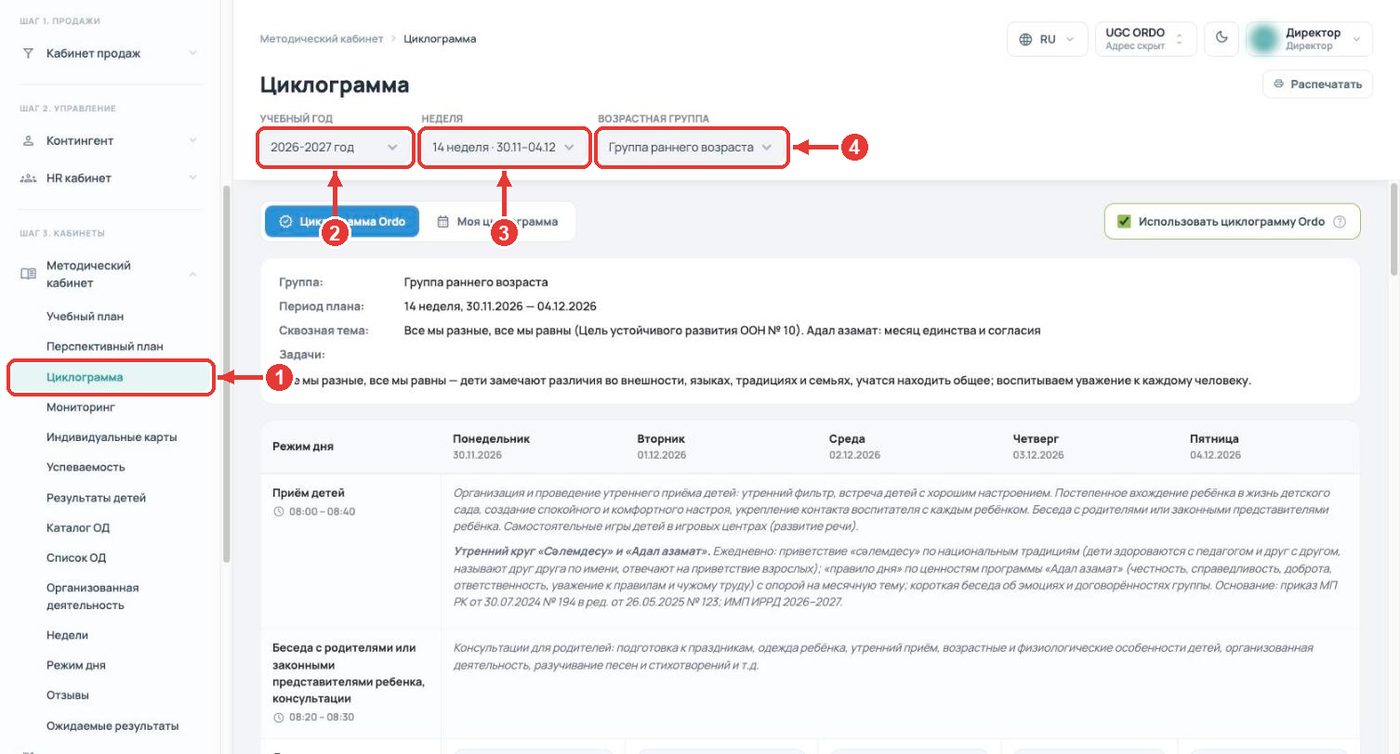 ШАГ 1. ПРОДАЖИ
Кабинет продаж
ШАГ 2. УПРАВЛЕНИЕ
Контингент
HR кабинет
ШАГ 3. КАБИНЕТЫ
Методический
кабинет
Учебный план
Перспективный план
Циклограмма
1
Мониторинг
Индивидуальные карты
Успеваемость
Результаты детей
Каталог ОД
Список ОД
Организованная
деятельность
Недели
Режим дня
Отзывы
Ожидаемые результаты
Методический кабинет > Циклограмма
RU
UGC ORDO
Адрес скрыт
Директор
Директор
Циклограмма
Распечатать
УЧЕБНЫЙ ГОД НЕДЕЛЯ ВОЗРАСТНАЯ ГРУППА
2026-2027 год 14 неделя · 30.11–04.12 Группа раннего возраста 4
2 3
Ordo Моя
Использовать циклограмму Ordo
Группа: Группа раннего возраста
Период плана: 14 неделя, 30.11.2026 — 04.12.2026
Сквозная тема: Все мы разные, все мы равны (Цель устойчивого развития ООН № 10). Адал азамат: месяц единства и согласия
Задачи:
мы разные, все мы равны — дети замечают различия во внешности, языках, традициях и семьях, учатся находить общее; воспитываем уважение к каждому человеку.
Режим дня Понедельник Вторник Среда Четверг Пятница
30.11.2026 01.12.2026 02.12.2026 03.12.2026 04.12.2026
Приём детей
08:00 – 08:40
Организация и проведение утреннего приёма детей: утренний фильтр, встреча детей с хорошим настроением. Постепенное вхождение ребёнка в жизнь детского
сада, создание спокойного и комфортного настроя, укрепление контакта воспитателя с каждым ребёнком. Беседа с родителями или законными представителями
ребёнка. Самостоятельные игры детей в игровых центрах (развитие речи).
Утренний круг «Сәлемдесу» и «Адал азамат». Ежедневно: приветствие «сәлемдесу» по национальным традициям (дети здороваются с педагогом и друг с другом,
называют друг друга по имени, отвечают на приветствие взрослых); «правило дня» по ценностям программы «Адал азамат» (честность, справедливость, доброта,
ответственность, уважение к правилам и чужому труду) с опорой на месячную тему; короткая беседа об эмоциях и договорённостях группы. Основание: приказ МП
РК от 30.07.2024 № 194 в ред. от 26.05.2025 № 123; ИМП ИРРД 2026–2027.
Беседа с родителями или
законными
представителями ребенка,
консультации
08:20 – 08:30
Консультации для родителей: подготовка к праздникам, одежда ребёнка, утренний приём, возрастные и физиологические особенности детей, организованная
деятельность, разучивание песен и стихотворений и т.д.